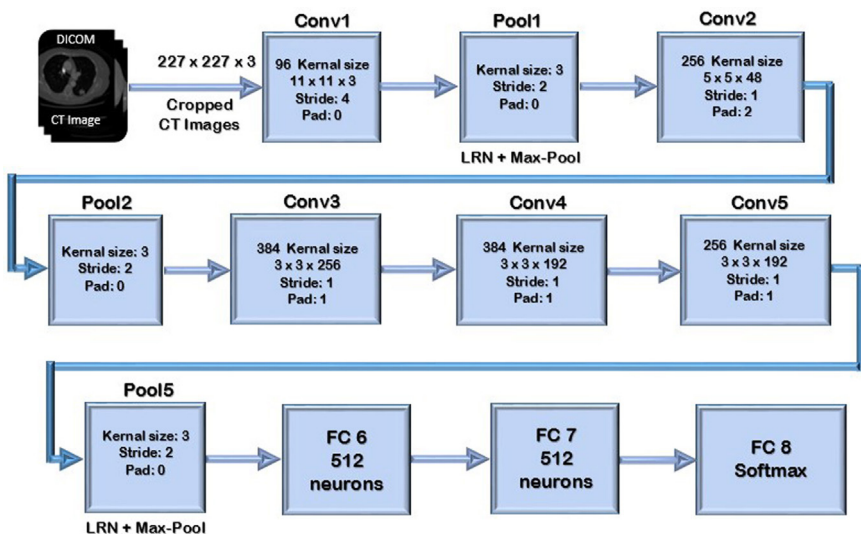 DICOM
CT Image
227 x 227 x 3
Cropped
CT Images
Conv1
96 Kernal size
11 x 11 x 3
Stride: 4
Pad: 0
Pool1
Kernal size: 3
Stride: 2
Pad: 0
LRN + Max-Pool
Conv2
256 Kernal size
5 x 5 x 48
Stride: 1
Pad: 2
Pool2
Kernal size: 3
Stride: 2
Pad: 0
Conv3
384 Kernal size
3 x 3 x 256
Stride: 1
Pad: 1
Conv4
384 Kernal size
3 x 3 x 192
Stride: 1
Pad: 1
Conv5
256 Kernal size
3 x 3 x 192
Stride: 1
Pad: 1
Pool5
Kernal size: 3
Stride: 2
Pad: 0
LRN + Max-Pool
FC 6
512
neurons
FC 7
512
neurons
FC 8
Softmax